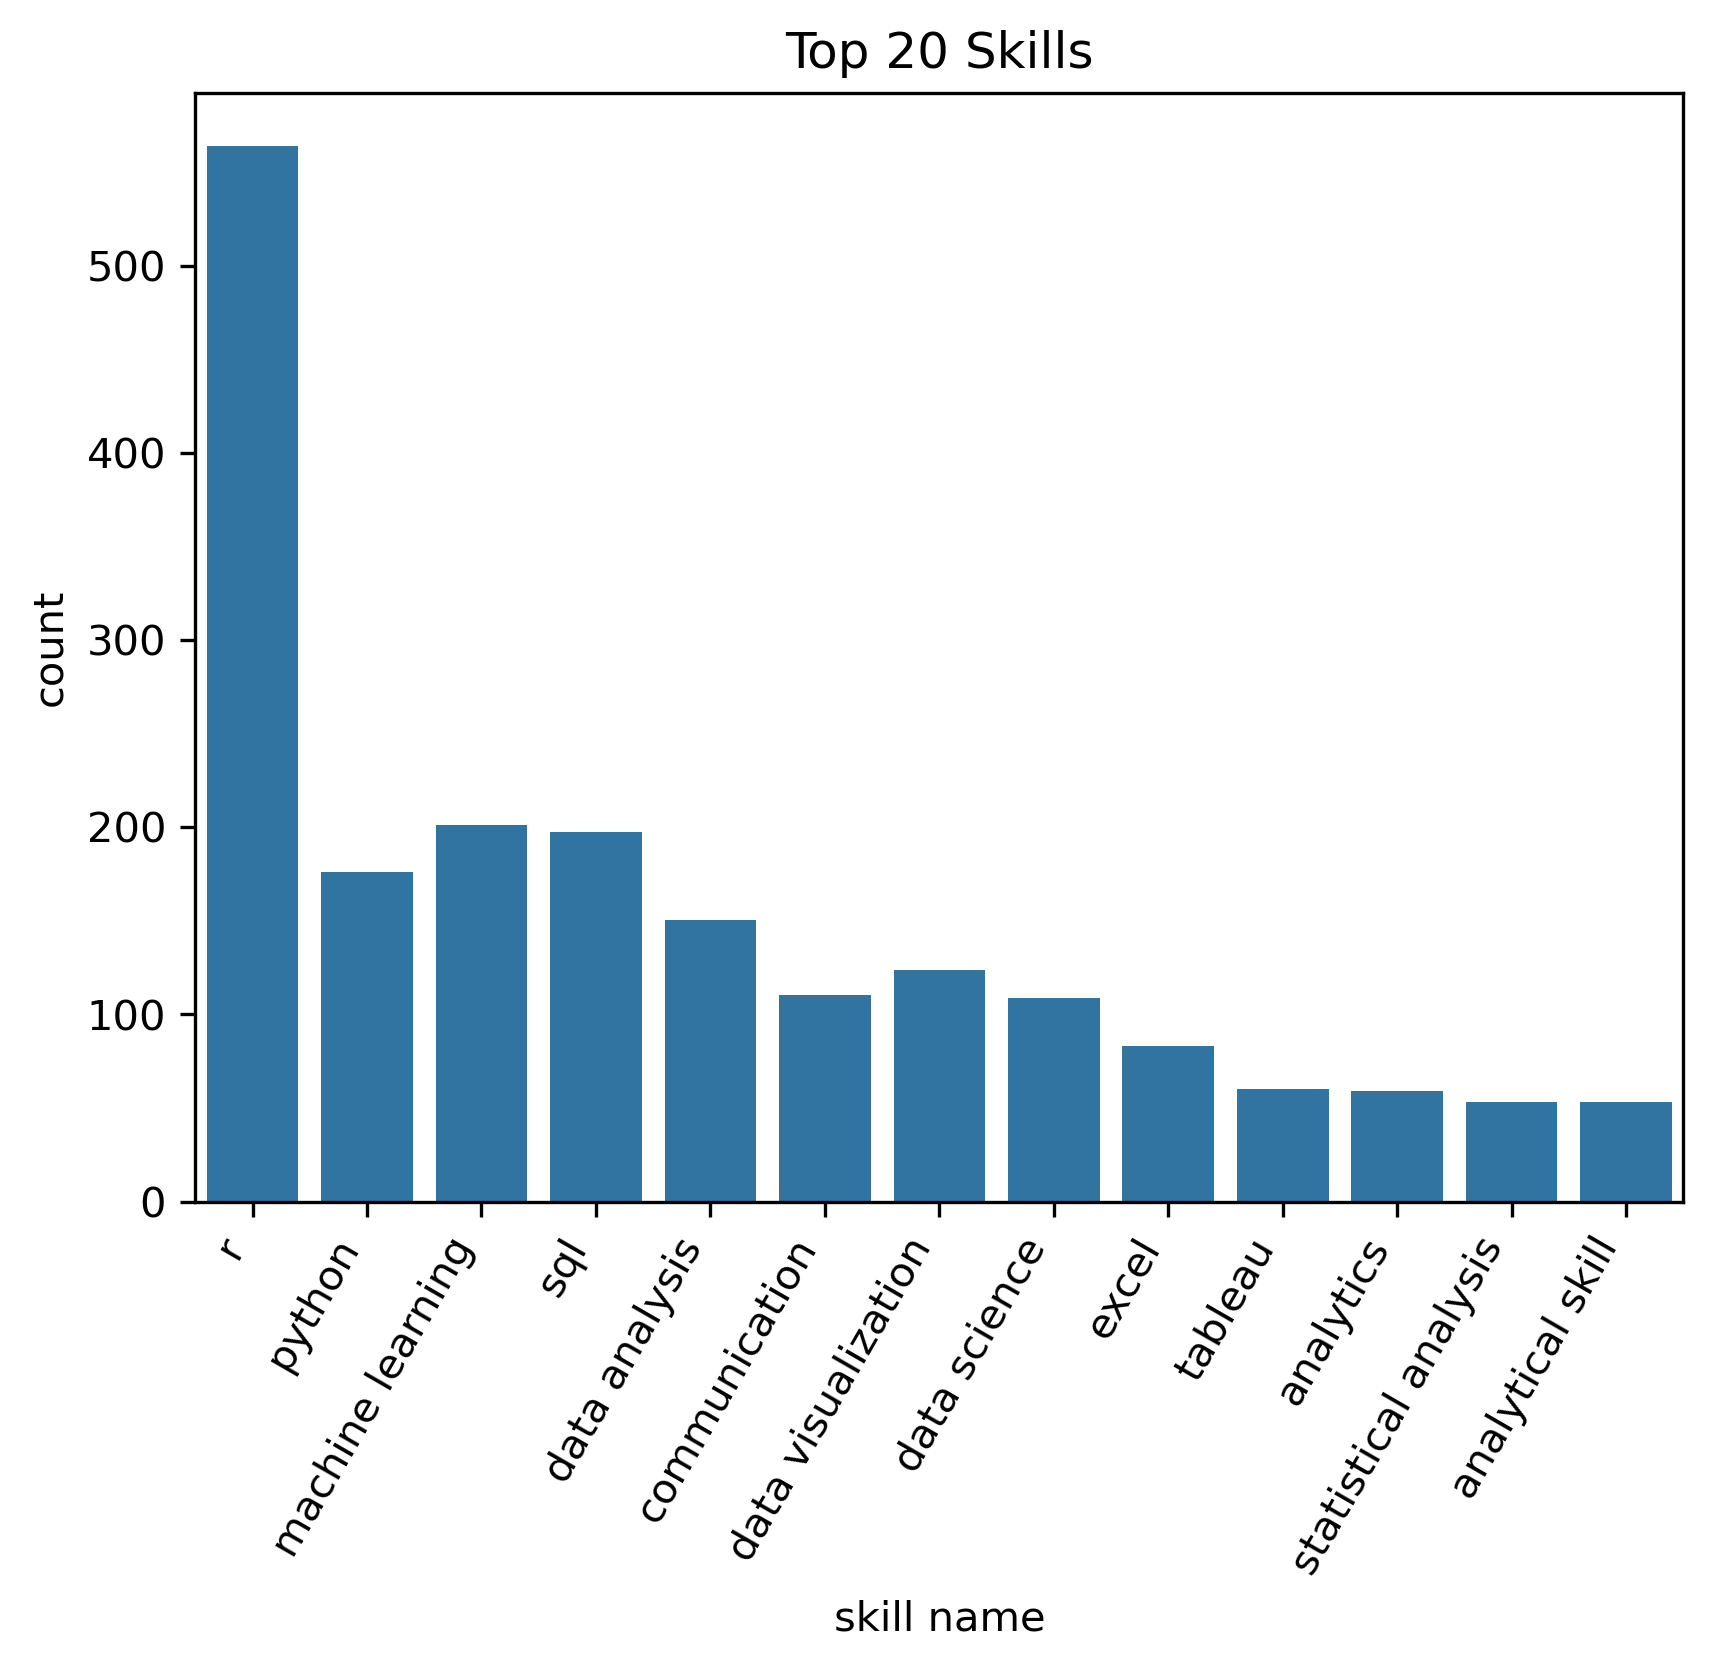 Top 20 Skills
count
500
400
300
200
100
0
r
python
machine learning
sql
data analysis
communication
data visualization
data science
excel
tableau
analytics
statistical analysis
analytical skill
skill name